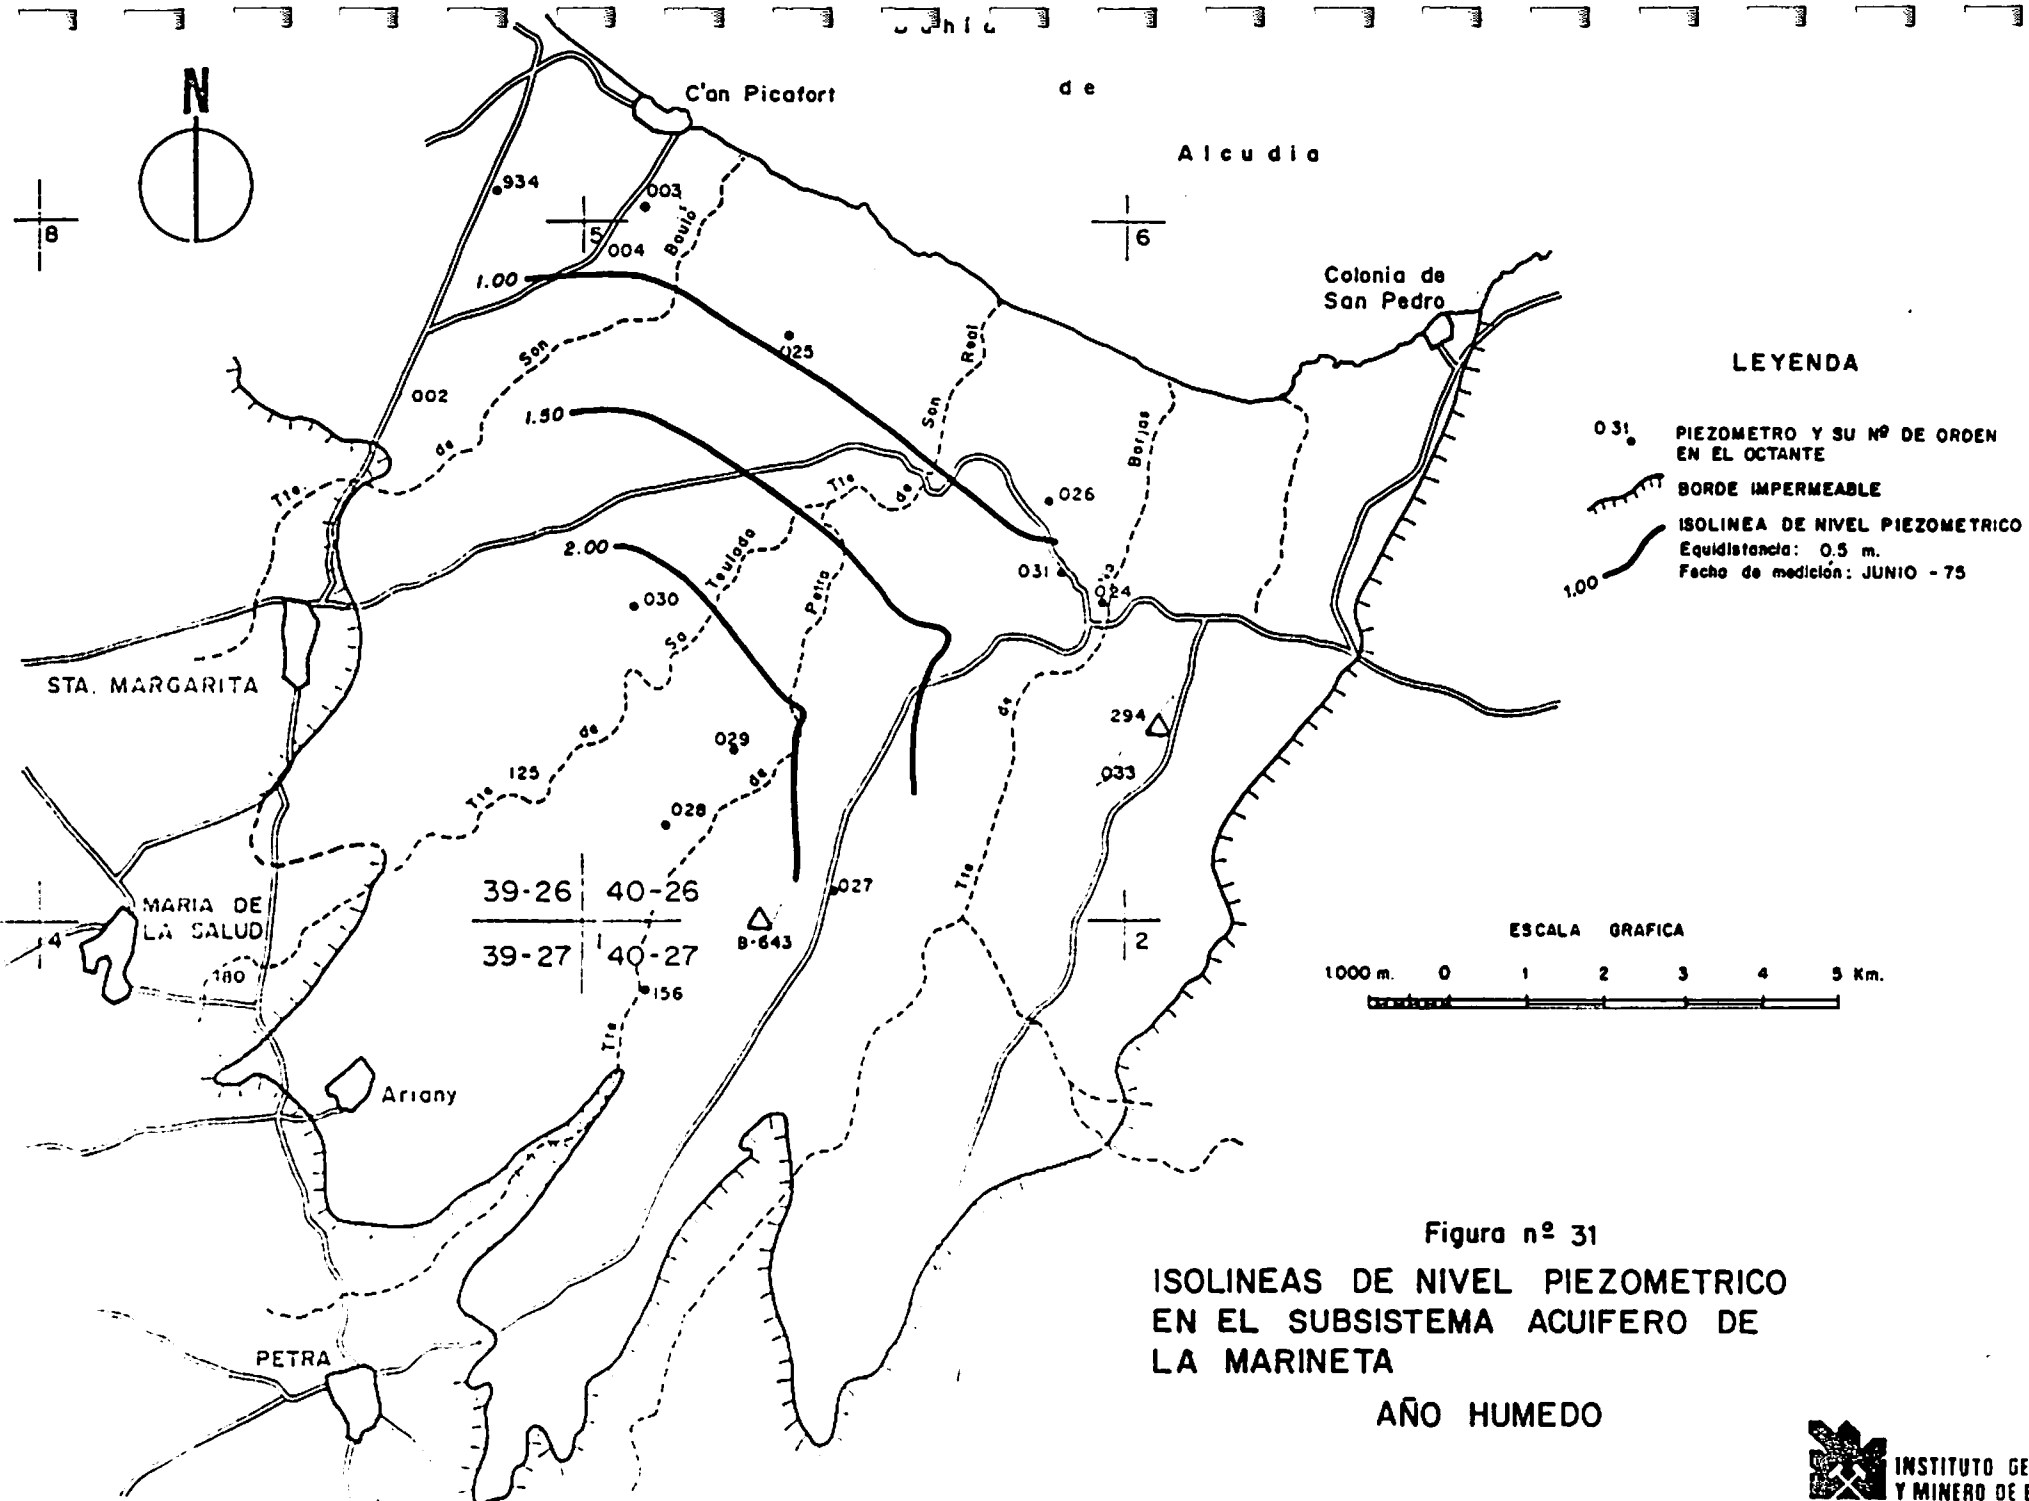 N
C'an Picafort
de
Alcudia
934
003
8
5
004
Bauló
6
1.00
Colonia de
San Pedro
025
Son
Real
002
1.50
Son
de
Borjas
Tte.
Tte
de
026
2.00
Teulada
Petra
031
024
030
Sa
STA. MARGARITA
de
294
029
de
125
de
033
Tte
028
Tte
39-26
40-26
027
MARIA DE
LA SALUD
4
1
B-643
2
39-27
40-27
180
156
Tte
Ariany
PETRA
LEYENDA
031
PIEZOMETRO Y SU Nº DE ORDEN
EN EL OCTANTE
BORDE IMPERMEABLE
ISOLINEA DE NIVEL PIEZOMETRICO
Equidistancia: 0.5 m.
Fecha de medición: JUNIO - 75
1.00
ESCALA GRAFICA
1000 m. 0 1 2 3 4 5 Km.
Figura nº 31
ISOLINEAS DE NIVEL PIEZOMETRICO
EN EL SUBSISTEMA ACUIFERO DE
LA MARINETA
AÑO HUMEDO
INSTITUTO GE
Y MINERO DE E